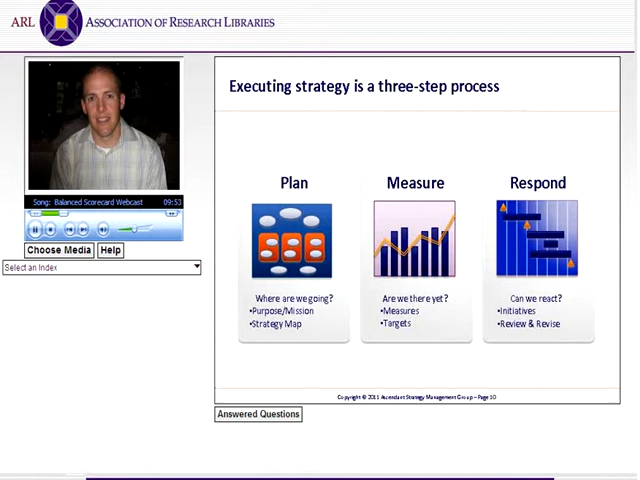 ARL ASSOCIATION OF RESEARCH LIBRARIES
Executing strategy is a three-step process
Song: Balanced Scorecard Webcast 09:53
Choose Media Help
Select an Index
Plan
Where are we going?
•Purpose/Mission
•Strategy Map
Measure
Are we there yet?
•Measures
•Targets
Respond
Can we react?
•Initiatives
•Review & Revise
Copyright © 2011 Ascendant Strategy Management Group – Page 10
Answered Questions